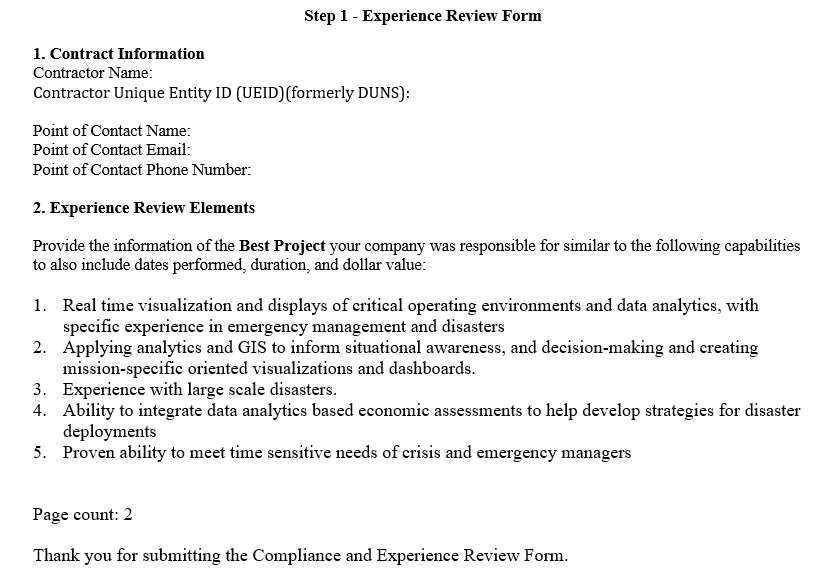 Step 1 - Experience Review Form
1. Contract Information
Contractor Name:
Contractor Unique Entity ID (UEID)(formerly DUNS):
Point of Contact Name:
Point of Contact Email:
Point of Contact Phone Number:
2. Experience Review Elements
Provide the information of the Best Project your company was responsible for similar to the following capabilities
to also include dates performed, duration, and dollar value:
1. Real time visualization and displays of critical operating environments and data analytics, with
specific experience in emergency management and disasters
2. Applying analytics and GIS to inform situational awareness, and decision-making and creating
mission-specific oriented visualizations and dashboards.
3. Experience with large scale disasters.
4. Ability to integrate data analytics based economic assessments to help develop strategies for disaster
deployments
5. Proven ability to meet time sensitive needs of crisis and emergency managers
Page count: 2
Thank you for submitting the Compliance and Experience Review Form.